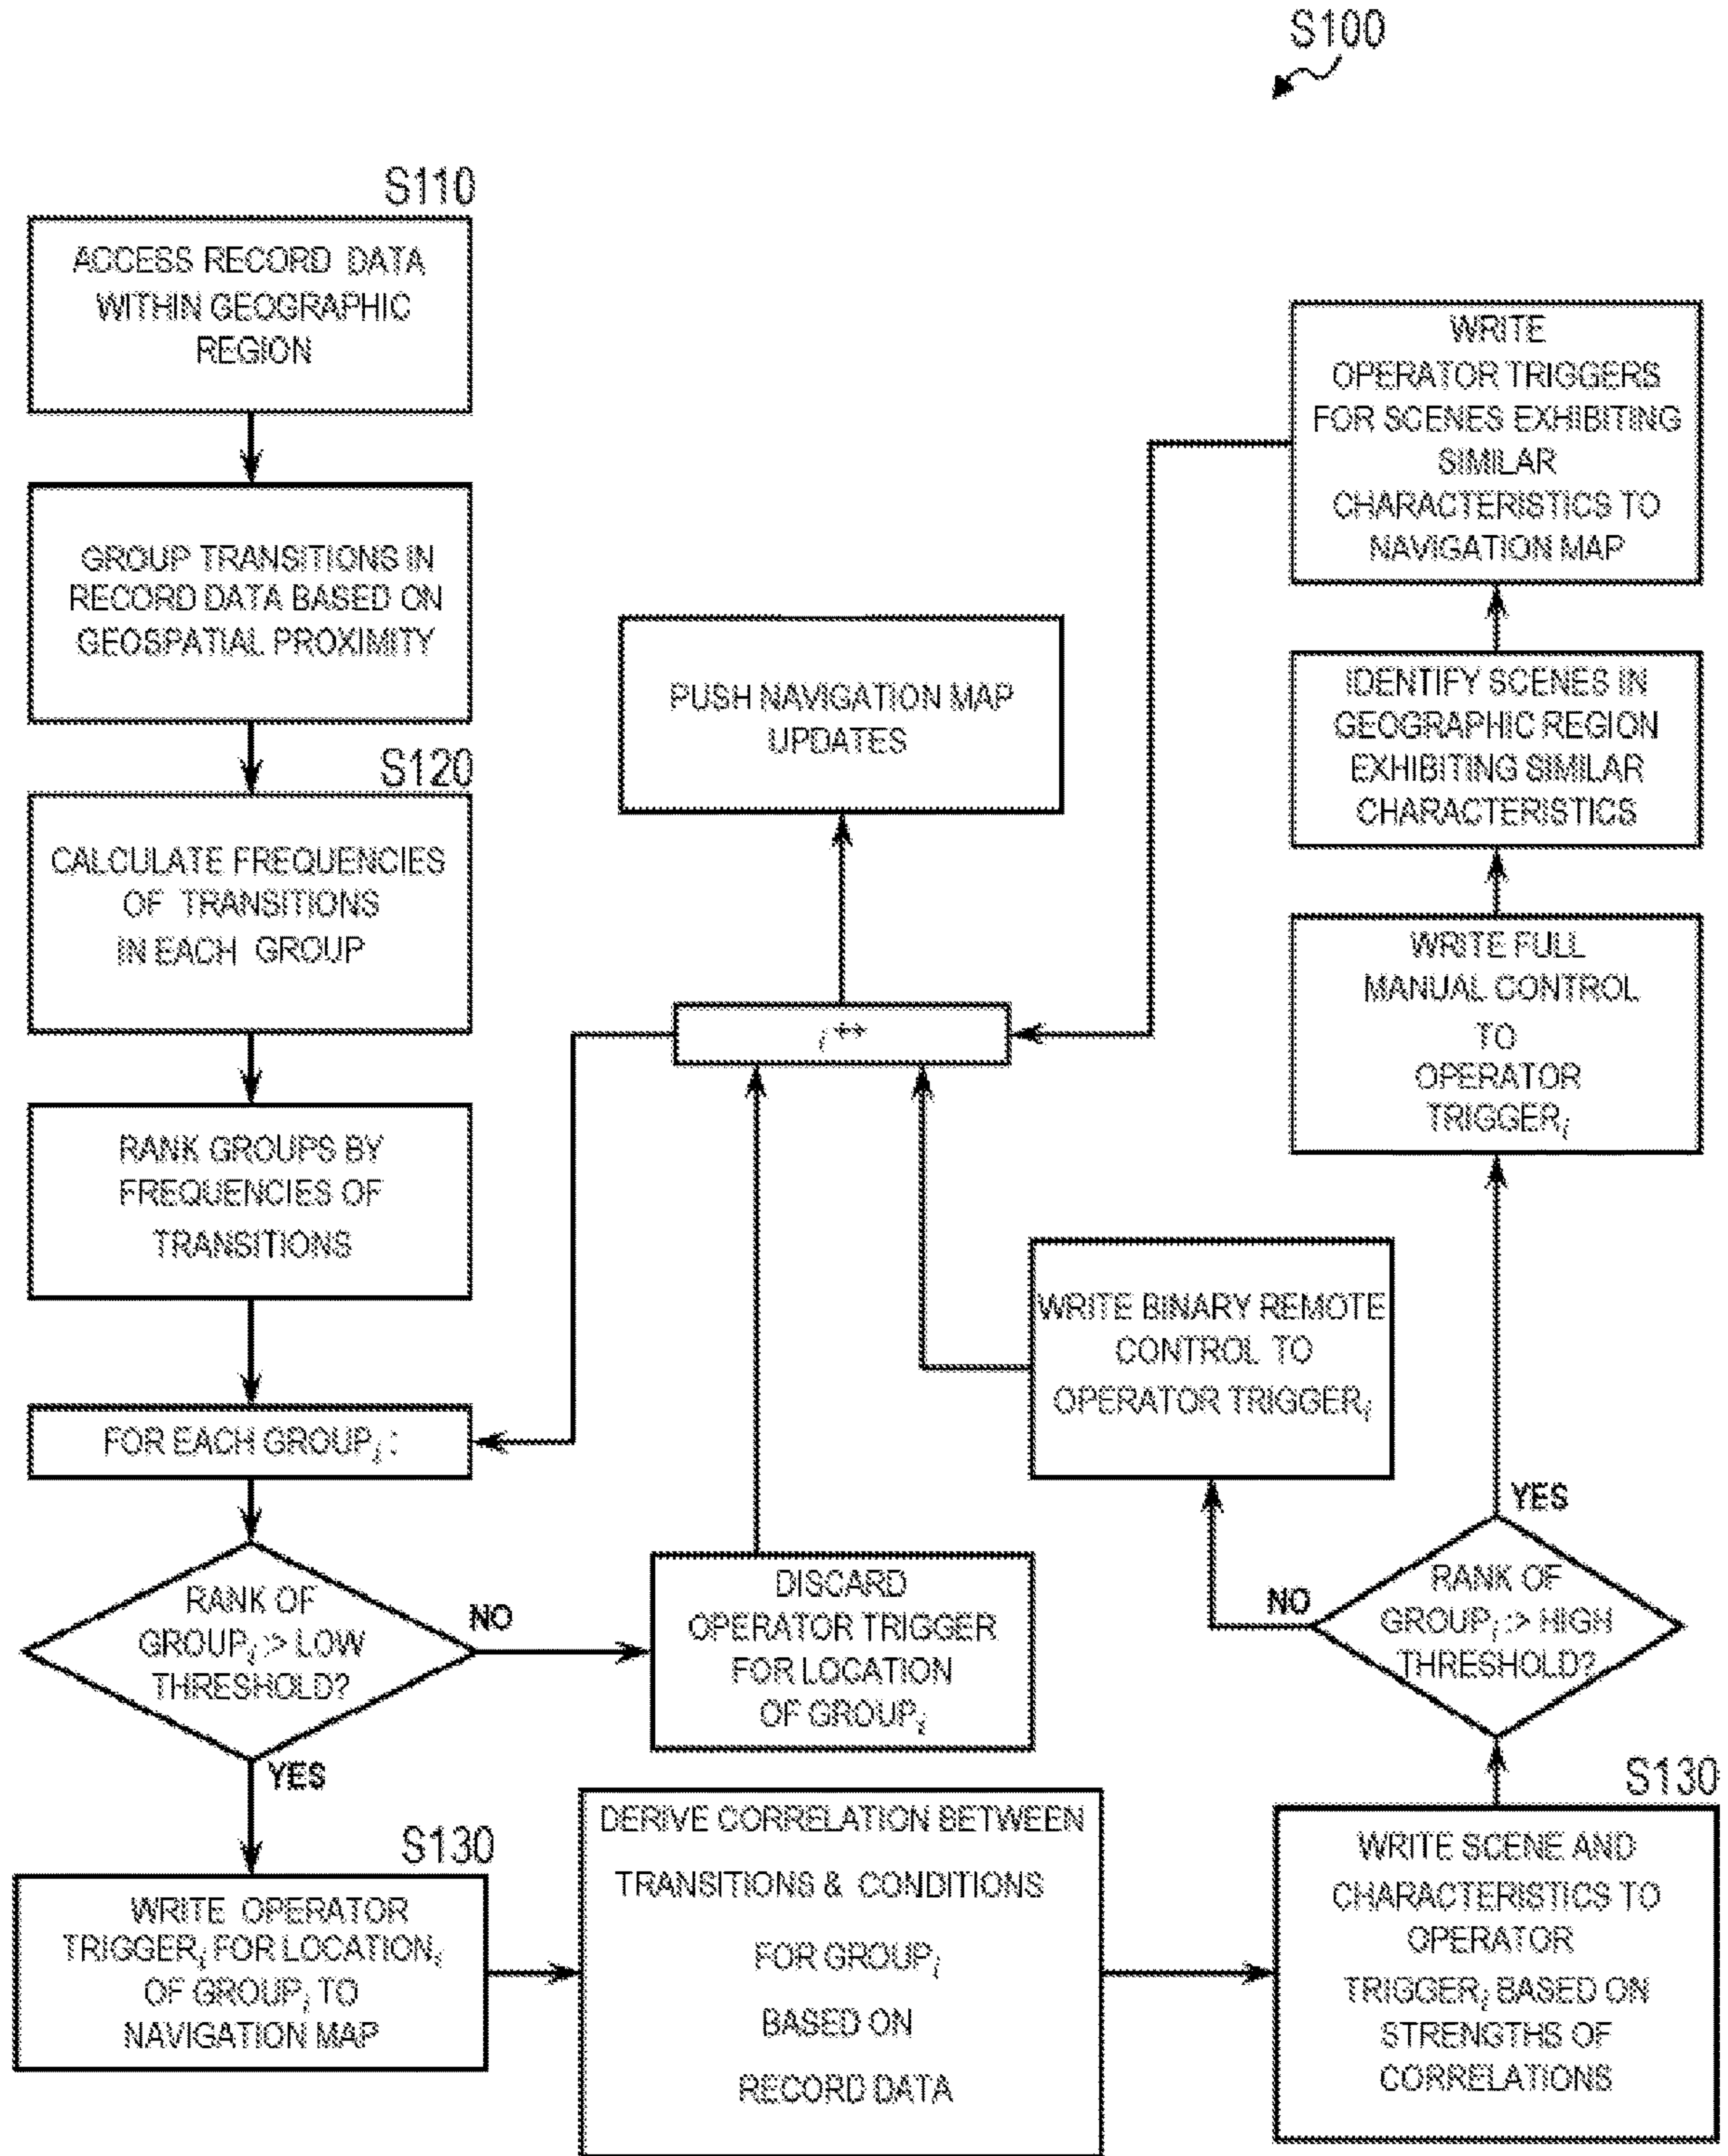 S100
S110
ACCESS RECORD DATA
WITHIN GEOGRAPHIC
REGION
GROUP TRANSITIONS IN
RECORD DATA BASED ON
GEOSPATIAL PROXIMITY
S120
CALCULATE FREQUENCIES
OF TRANSITIONS
IN EACH GROUP
RANK GROUPS BY
FREQUENCIES OF
TRANSITIONS
FOR EACH GROUPi :
RANK OF
GROUPi :> LOW
THRESHOLD?
NO
YES
DISCARD
OPERATOR TRIGGER
FOR LOCATION
OF GROUPi
S130
WRITE OPERATOR
TRIGGERi FOR LOCATIONi
OF GROUPi TO
NAVIGATION MAP
DERIVE CORRELATION BETWEEN
TRANSITIONS & CONDITIONS
FOR GROUPi
BASED ON
RECORD DATA
S130
WRITE SCENE AND
CHARACTERISTICS TO
OPERATOR
TRIGGERi BASED ON
STRENGTHS OF
CORRELATIONS
RANK OF
GROUPi :> HIGH
THRESHOLD?
NO
YES
WRITE BINARY REMOTE
CONTROL TO
OPERATOR TRIGGERi
WRITE FULL
MANUAL CONTROL
TO
OPERATOR
TRIGGERi
IDENTIFY SCENES IN
GEOGRAPHIC REGION
EXHIBITING SIMILAR
CHARACTERISTICS
WRITE
OPERATOR TRIGGERS
FOR SCENES EXHIBITING
SIMILAR
CHARACTERISTICS TO
NAVIGATION MAP
i ++
PUSH NAVIGATION MAP
UPDATES